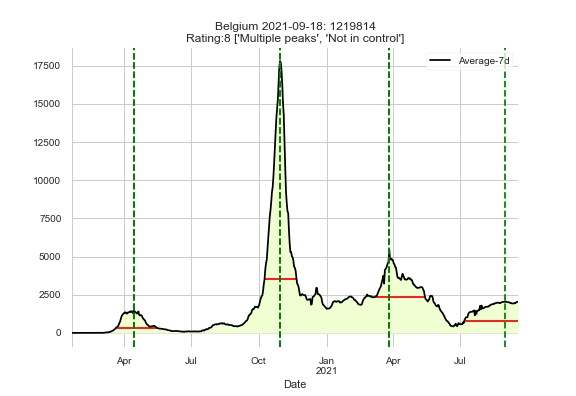 Belgium 2021-09-18: 1219814
Rating:8 ['Multiple peaks', 'Not in control']
Average-7d
17500
15000
12500
10000
7500
5000
2500
0
Apr Jul Oct Jan Apr Jul
2021
Date